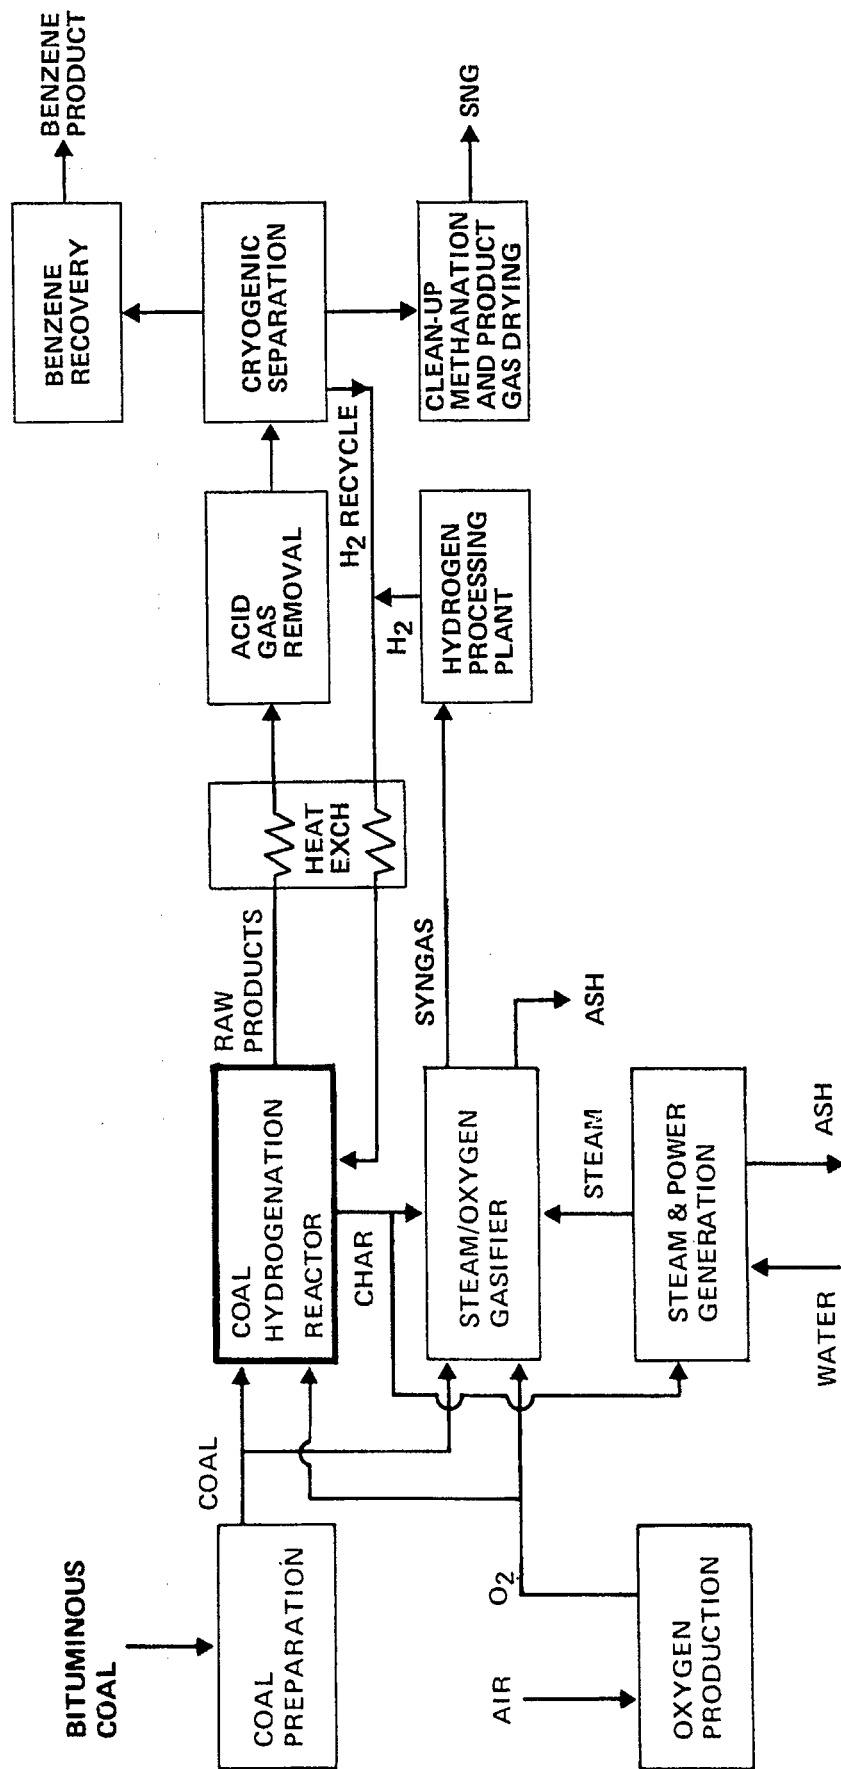 BITUMINOUS
COAL
COAL
PREPARATION
COAL
COAL
HYDROGENATION
REACTOR
RAW
PRODUCTS
HEAT
EXCH
ACID
GAS
REMOVAL
CRYOGENIC
SEPARATION
BENZENE
RECOVERY
BENZENE
PRODUCT
H2 RECYCLE
CHAR
AIR
OXYGEN
PRODUCTION
O2
STEAM/OXYGEN
GASIFIER
SYNGAS
ASH
H2
HYDROGEN
PROCESSING
PLANT
CLEAN-UP
METHANATION
AND PRODUCT
GAS DRYING
SNG
STEAM
STEAM & POWER
GENERATION
WATER
ASH